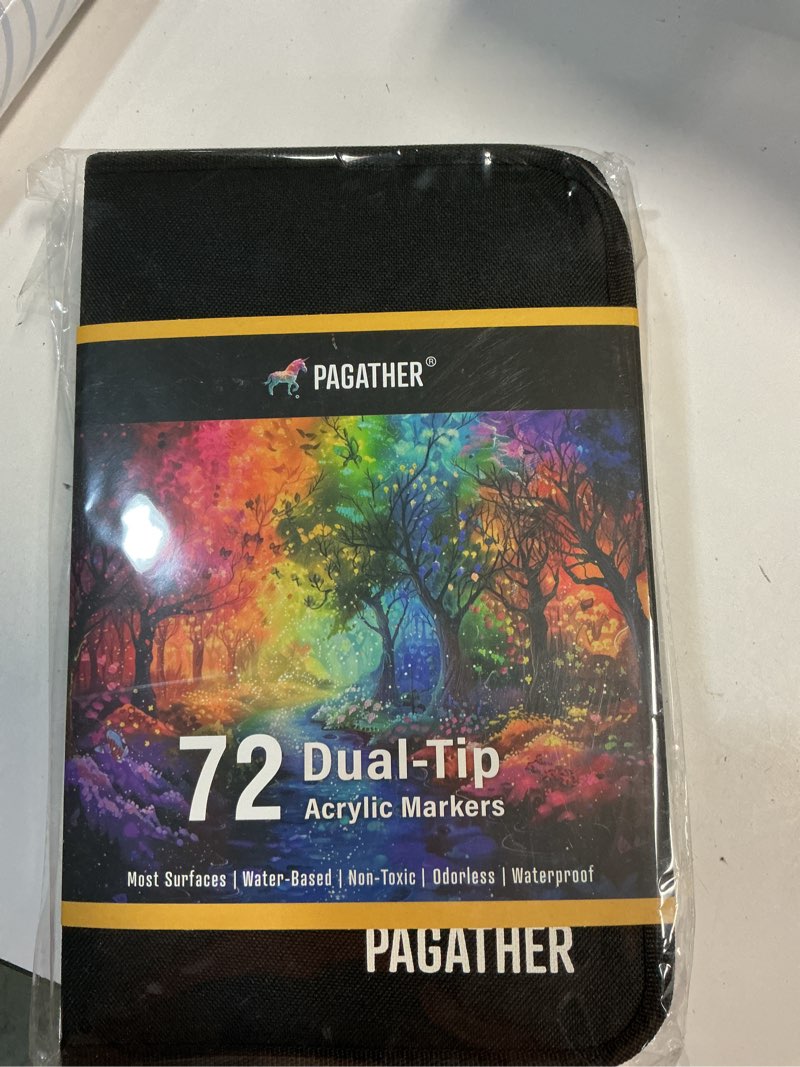 PAGATHER®
72 Dual-Tip
Acrylic Markers
Most Surfaces | Water-Based | Non-Toxic | Odorless | Waterproof
PAGATHER